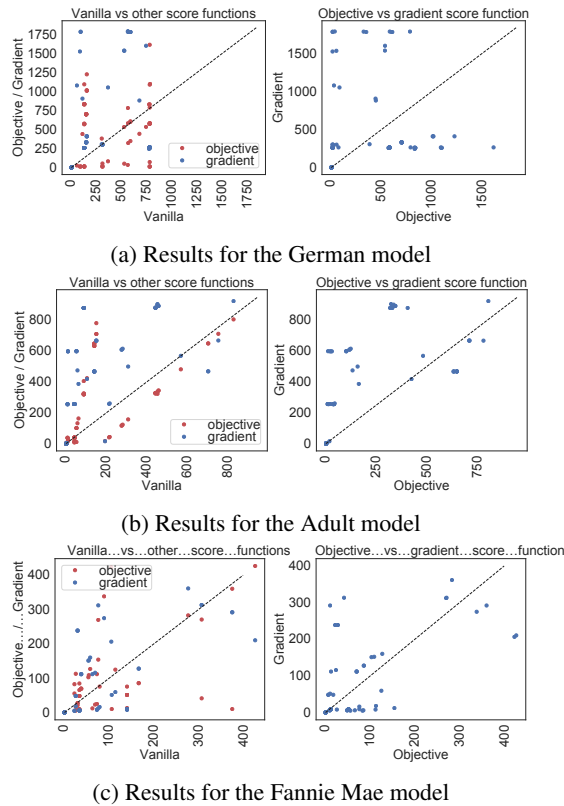 Vanilla vs other score functions
Objective vs gradient score function
Objective / Gradient
1750
1500
1250
1000
750
500
250
0
objective
gradient
0
250
500
750
1000
1250
1500
1750
Vanilla
Gradient
1750
1500
1250
1000
750
500
250
0
0
500
1000
1500
Objective
(a) Results for the German model
Vanilla vs other score functions
Objective vs gradient score function
Objective / Gradient
800
600
400
200
0
objective
gradient
0
200
400
600
800
Vanilla
Gradient
800
600
400
200
0
0
250
500
750
Objective
(b) Results for the Adult model
Vanilla...vs...other...score...functions
Objective...vs...gradient...score...function
Objective.../...Gradient
400
300
200
100
0
objective
gradient
0
100
200
300
400
Vanilla
Gradient
400
300
200
100
0
0
100
200
300
400
Objective
(c) Results for the Fannie Mae model